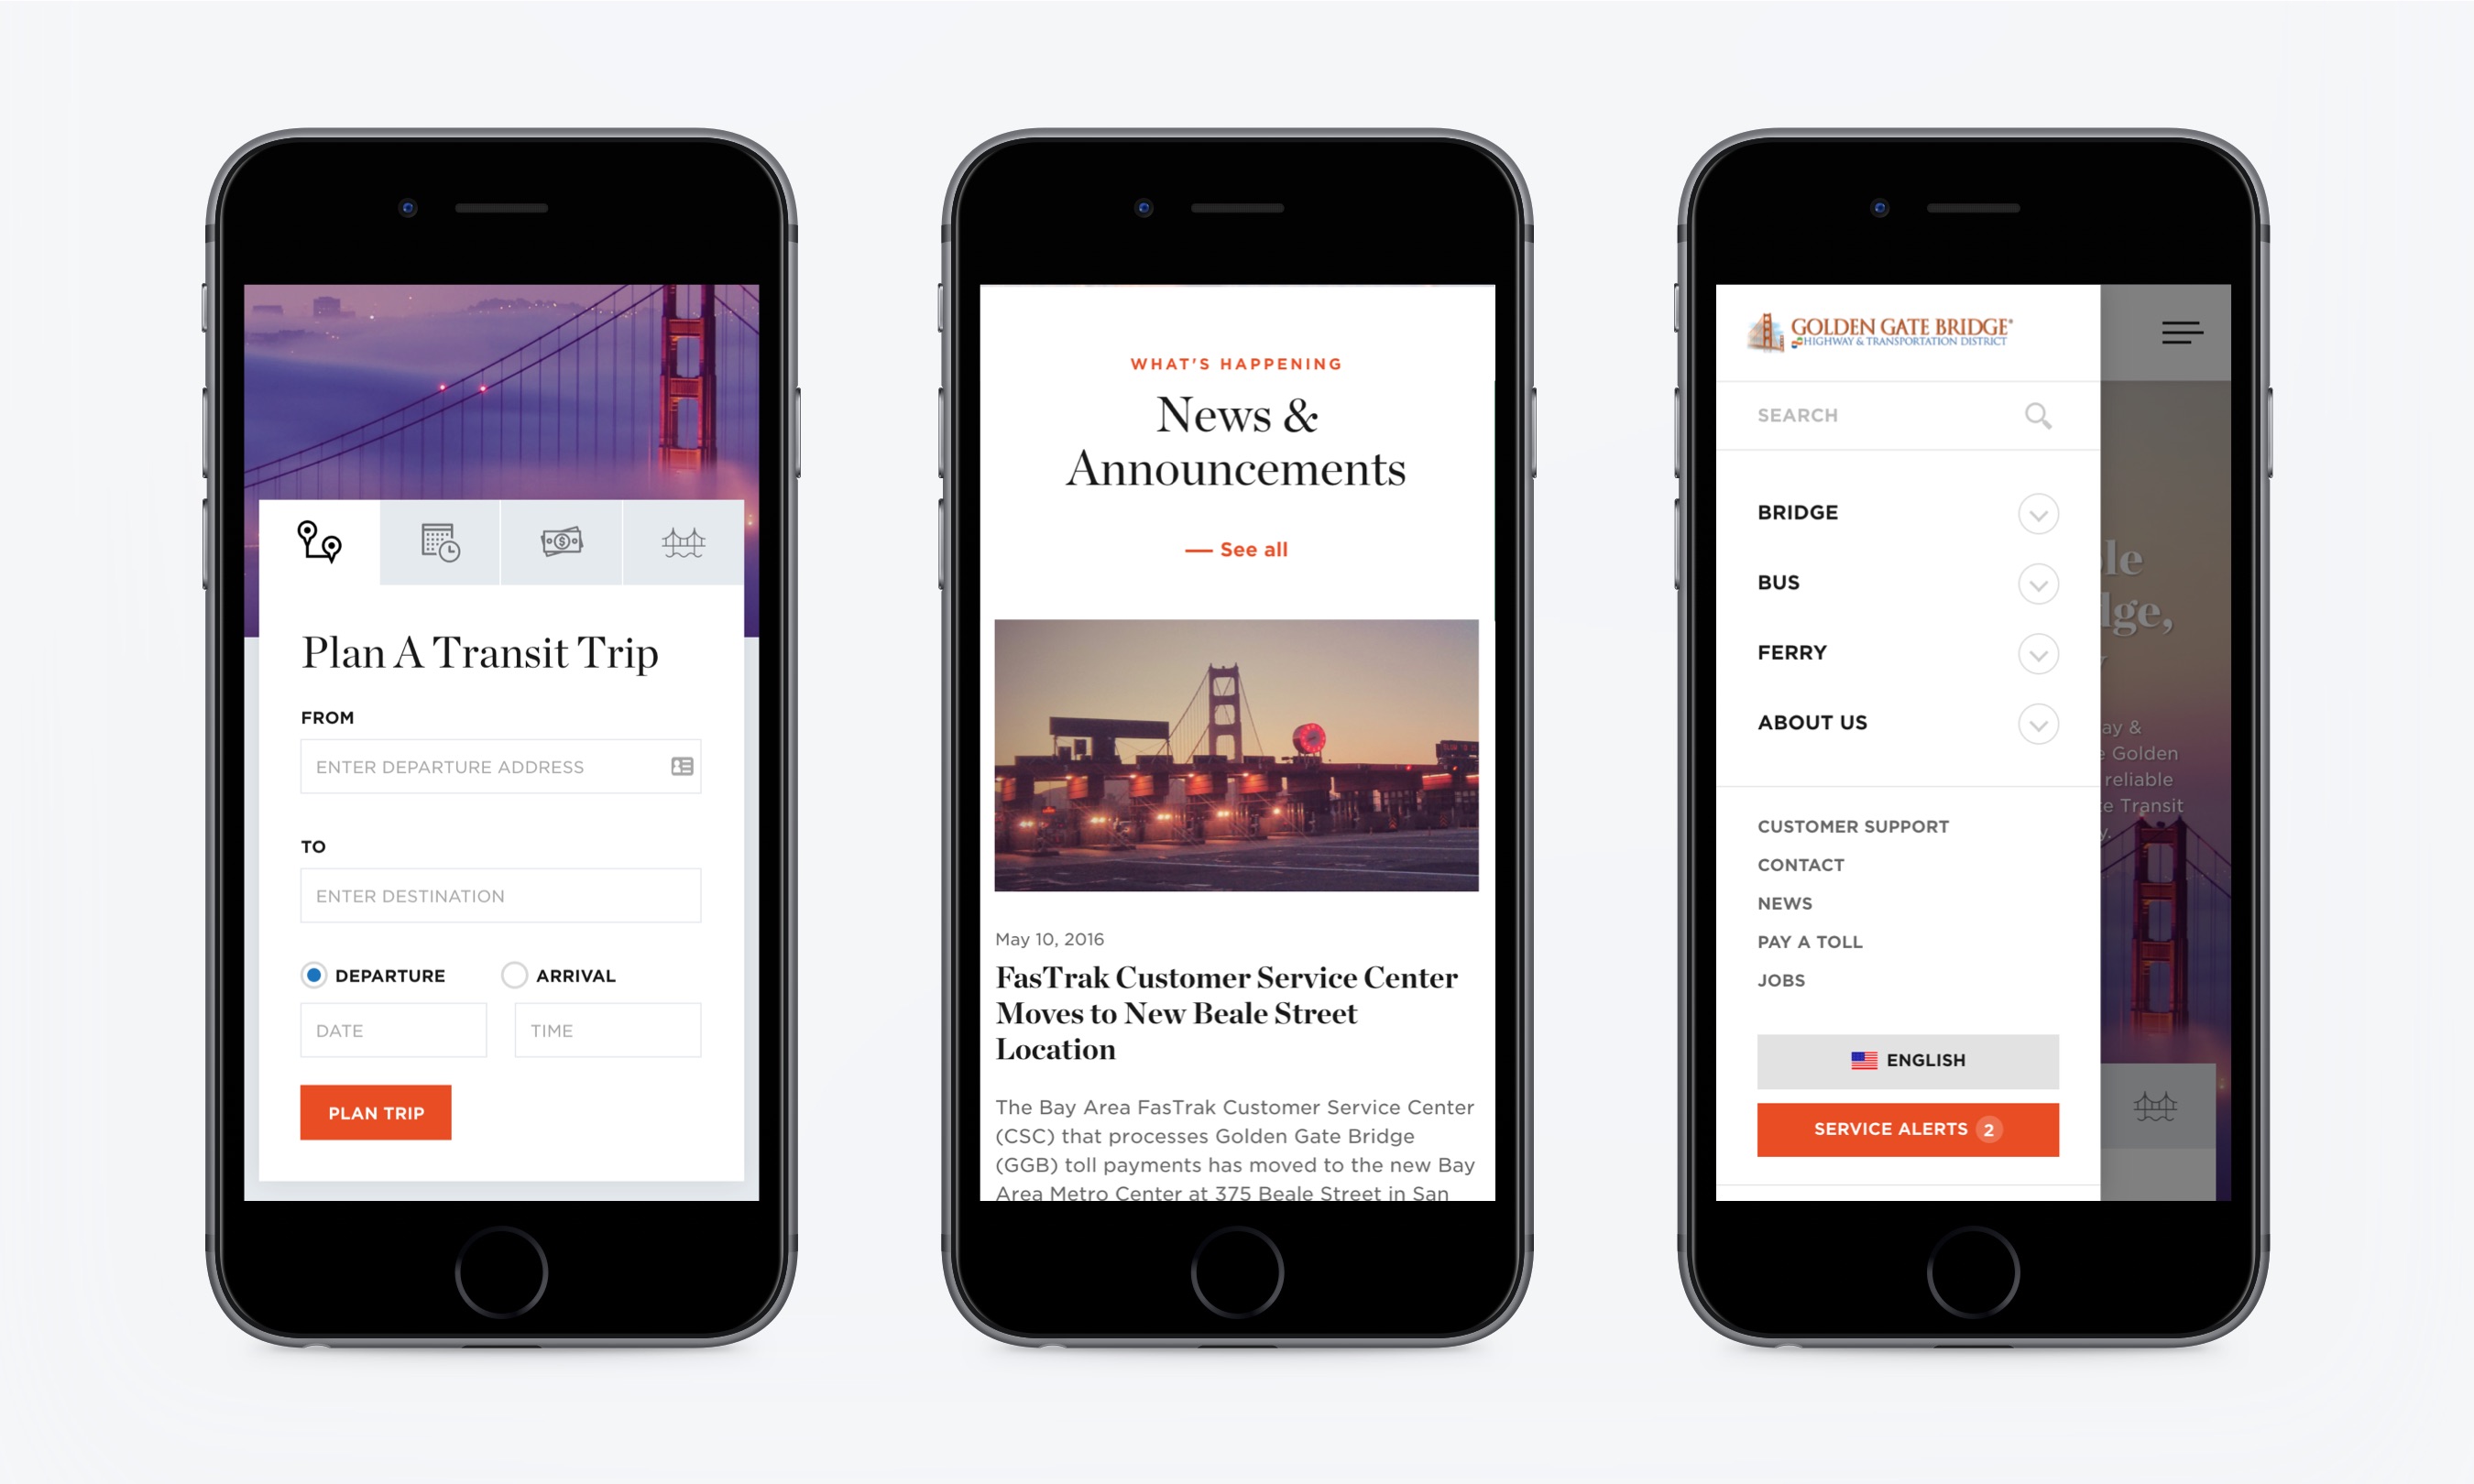 Plan A Transit Trip
FROM
ENTER DEPARTURE ADDRESS
TO
ENTER DESTINATION
DEPARTURE ARRIVAL
DATE TIME
PLAN TRIP
WHAT'S HAPPENING
News &
Announcements
— See all
May 10, 2016
FasTrak Customer Service Center
Moves to New Beale Street
Location
The Bay Area FasTrak Customer Service Center
(CSC) that processes Golden Gate Bridge
(GGB) toll payments has moved to the new Bay
Area Metro Center at 375 Beale Street in San
GOLDEN GATE BRIDGE®
HIGHWAY & TRANSPORTATION DISTRICT
SEARCH
BRIDGE
BUS
FERRY
ABOUT US
CUSTOMER SUPPORT
CONTACT
NEWS
PAY A TOLL
JOBS
ENGLISH
SERVICE ALERTS 2
ay &
Golden
reliable
Transit